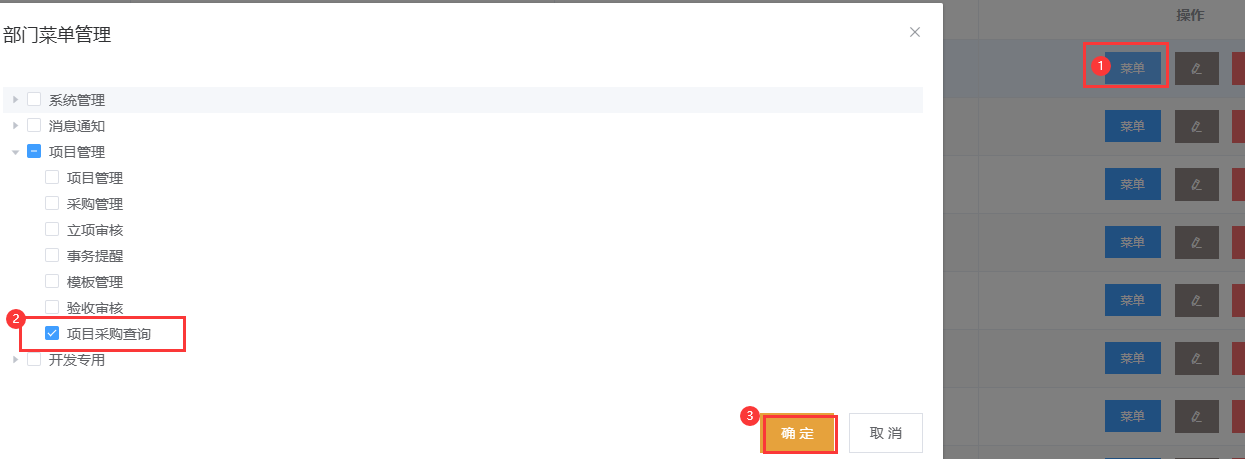 操作
部门菜单管理
1 菜单
系统管理
消息通知
菜单
项目管理
项目管理
菜单
采购管理
立项审核
菜单
事务提醒
模板管理
菜单
验收审核
2 项目采购查询
开发专用
菜单
菜单
3 确 定
取 消